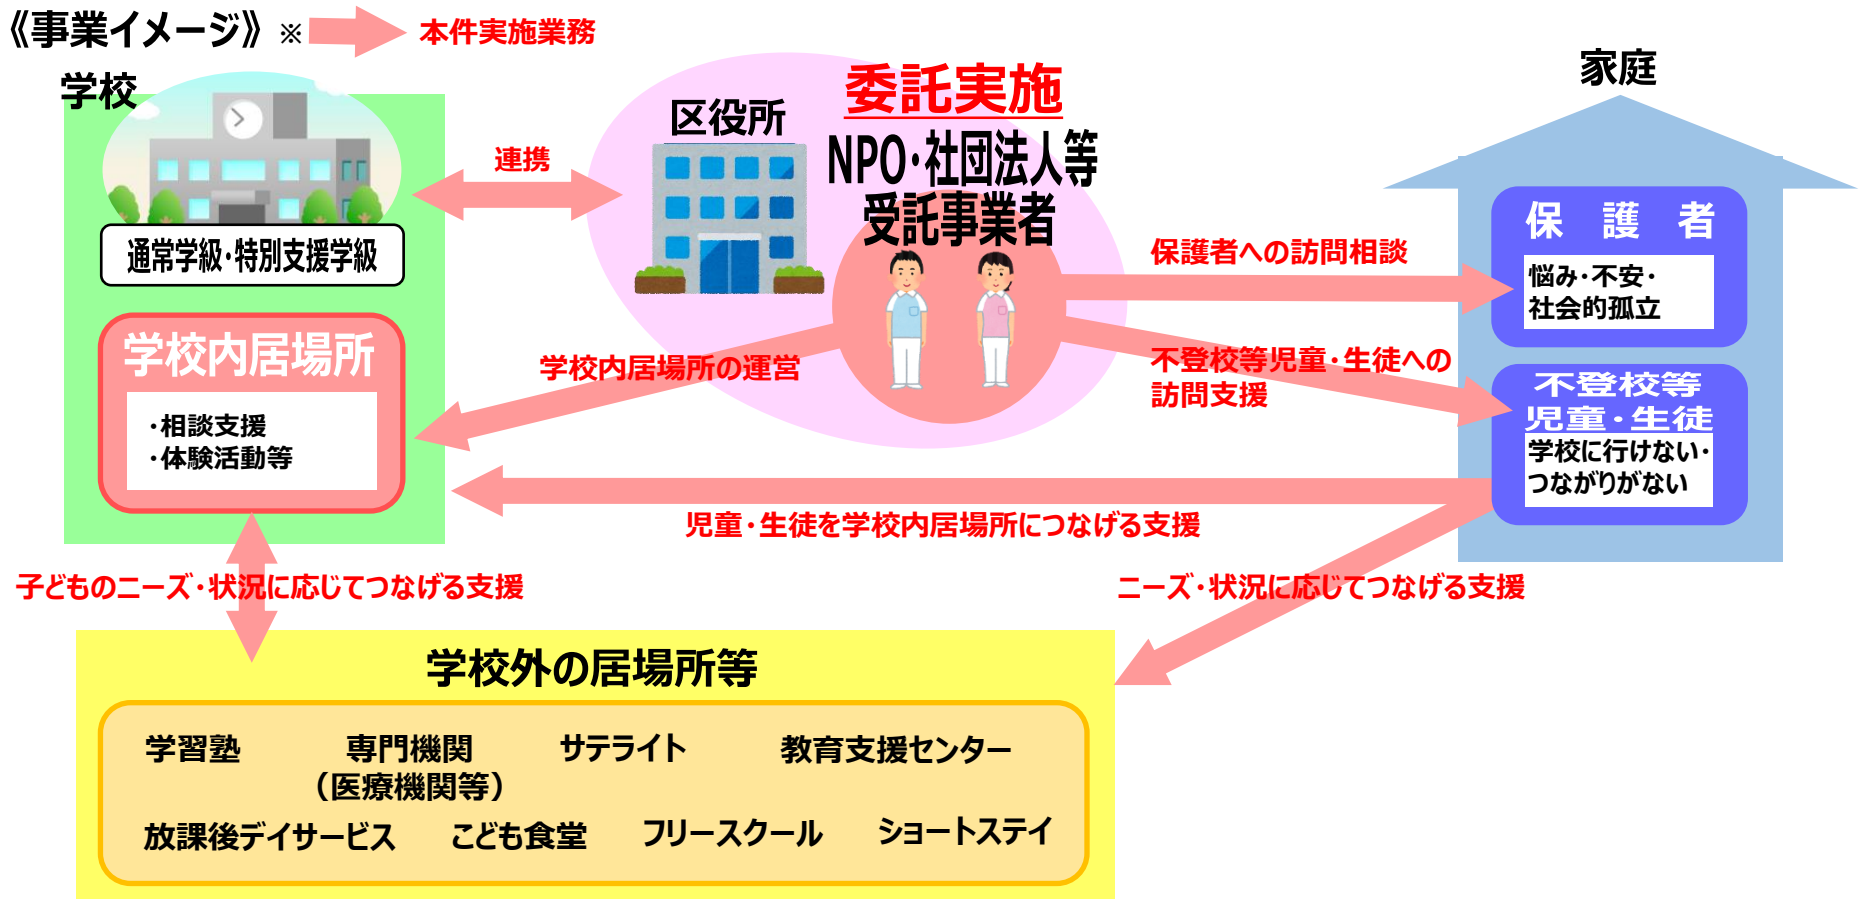 《事業イメージ》※
本件実施業務
学校
通常学級・特別支援学級
学校内居場所
・相談支援
・体験活動等
連携
区役所
委託実施
NPO・社団法人等
受託事業者
家庭
保護者
悩み・不安・
社会的孤立
不登校等
児童・生徒
学校に行けない・
つながりがない
保護者への訪問相談
不登校等児童・生徒への
訪問支援
学校内居場所の運営
児童・生徒を学校内居場所につなげる支援
子どものニーズ・状況に応じてつなげる支援
ニーズ・状況に応じてつなげる支援
学校外の居場所等
学習塾
専門機関
（医療機関等）
サテライト
教育支援センター
放課後デイサービス
こども食堂
フリースクール
ショートステイ